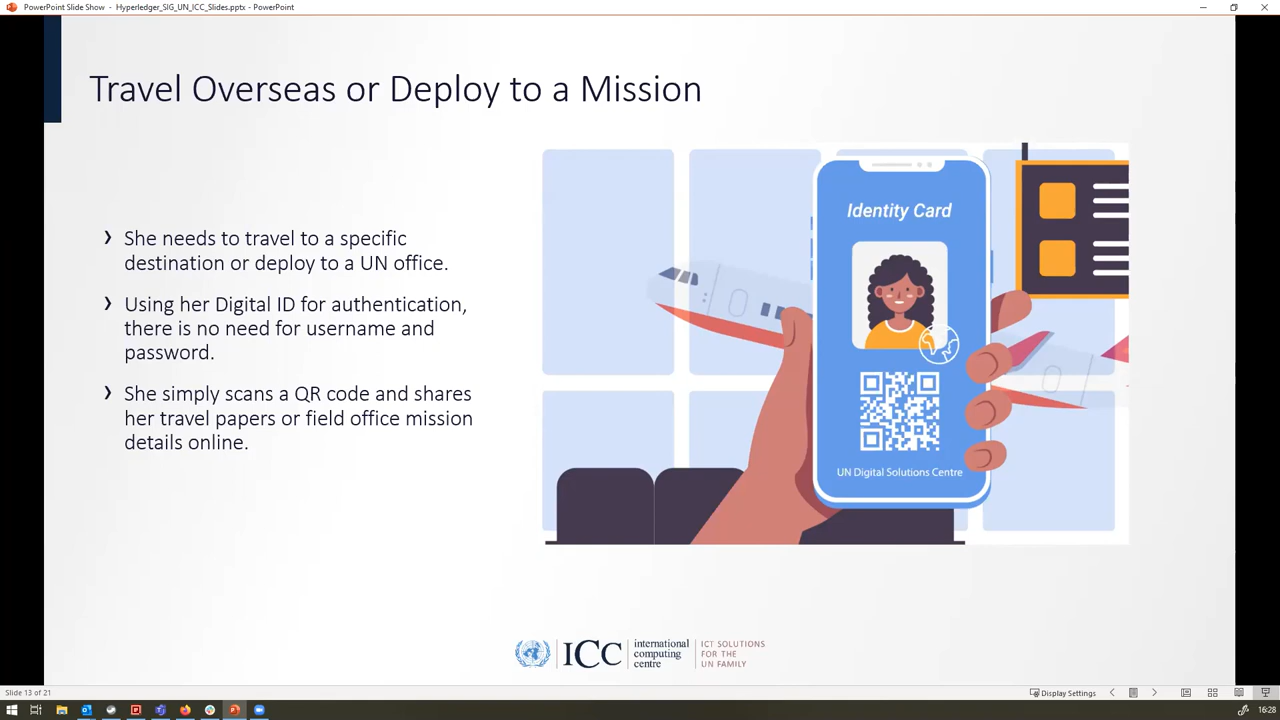 PowerPoint Slide Show - Hyperledger_SIG_UN_ICC_Slides.pptx - PowerPoint
Travel Overseas or Deploy to a Mission
She needs to travel to a specific
destination or deploy to a UN office.
Using her Digital ID for authentication,
there is no need for username and
password.
She simply scans a QR code and shares
her travel papers or field office mission
details online.
Identity Card
UN Digital Solutions Centre
ICC
international
computing
centre
ICT SOLUTIONS
FOR THE
UN FAMILY
Slide 13 of 21
Display Settings
16:28